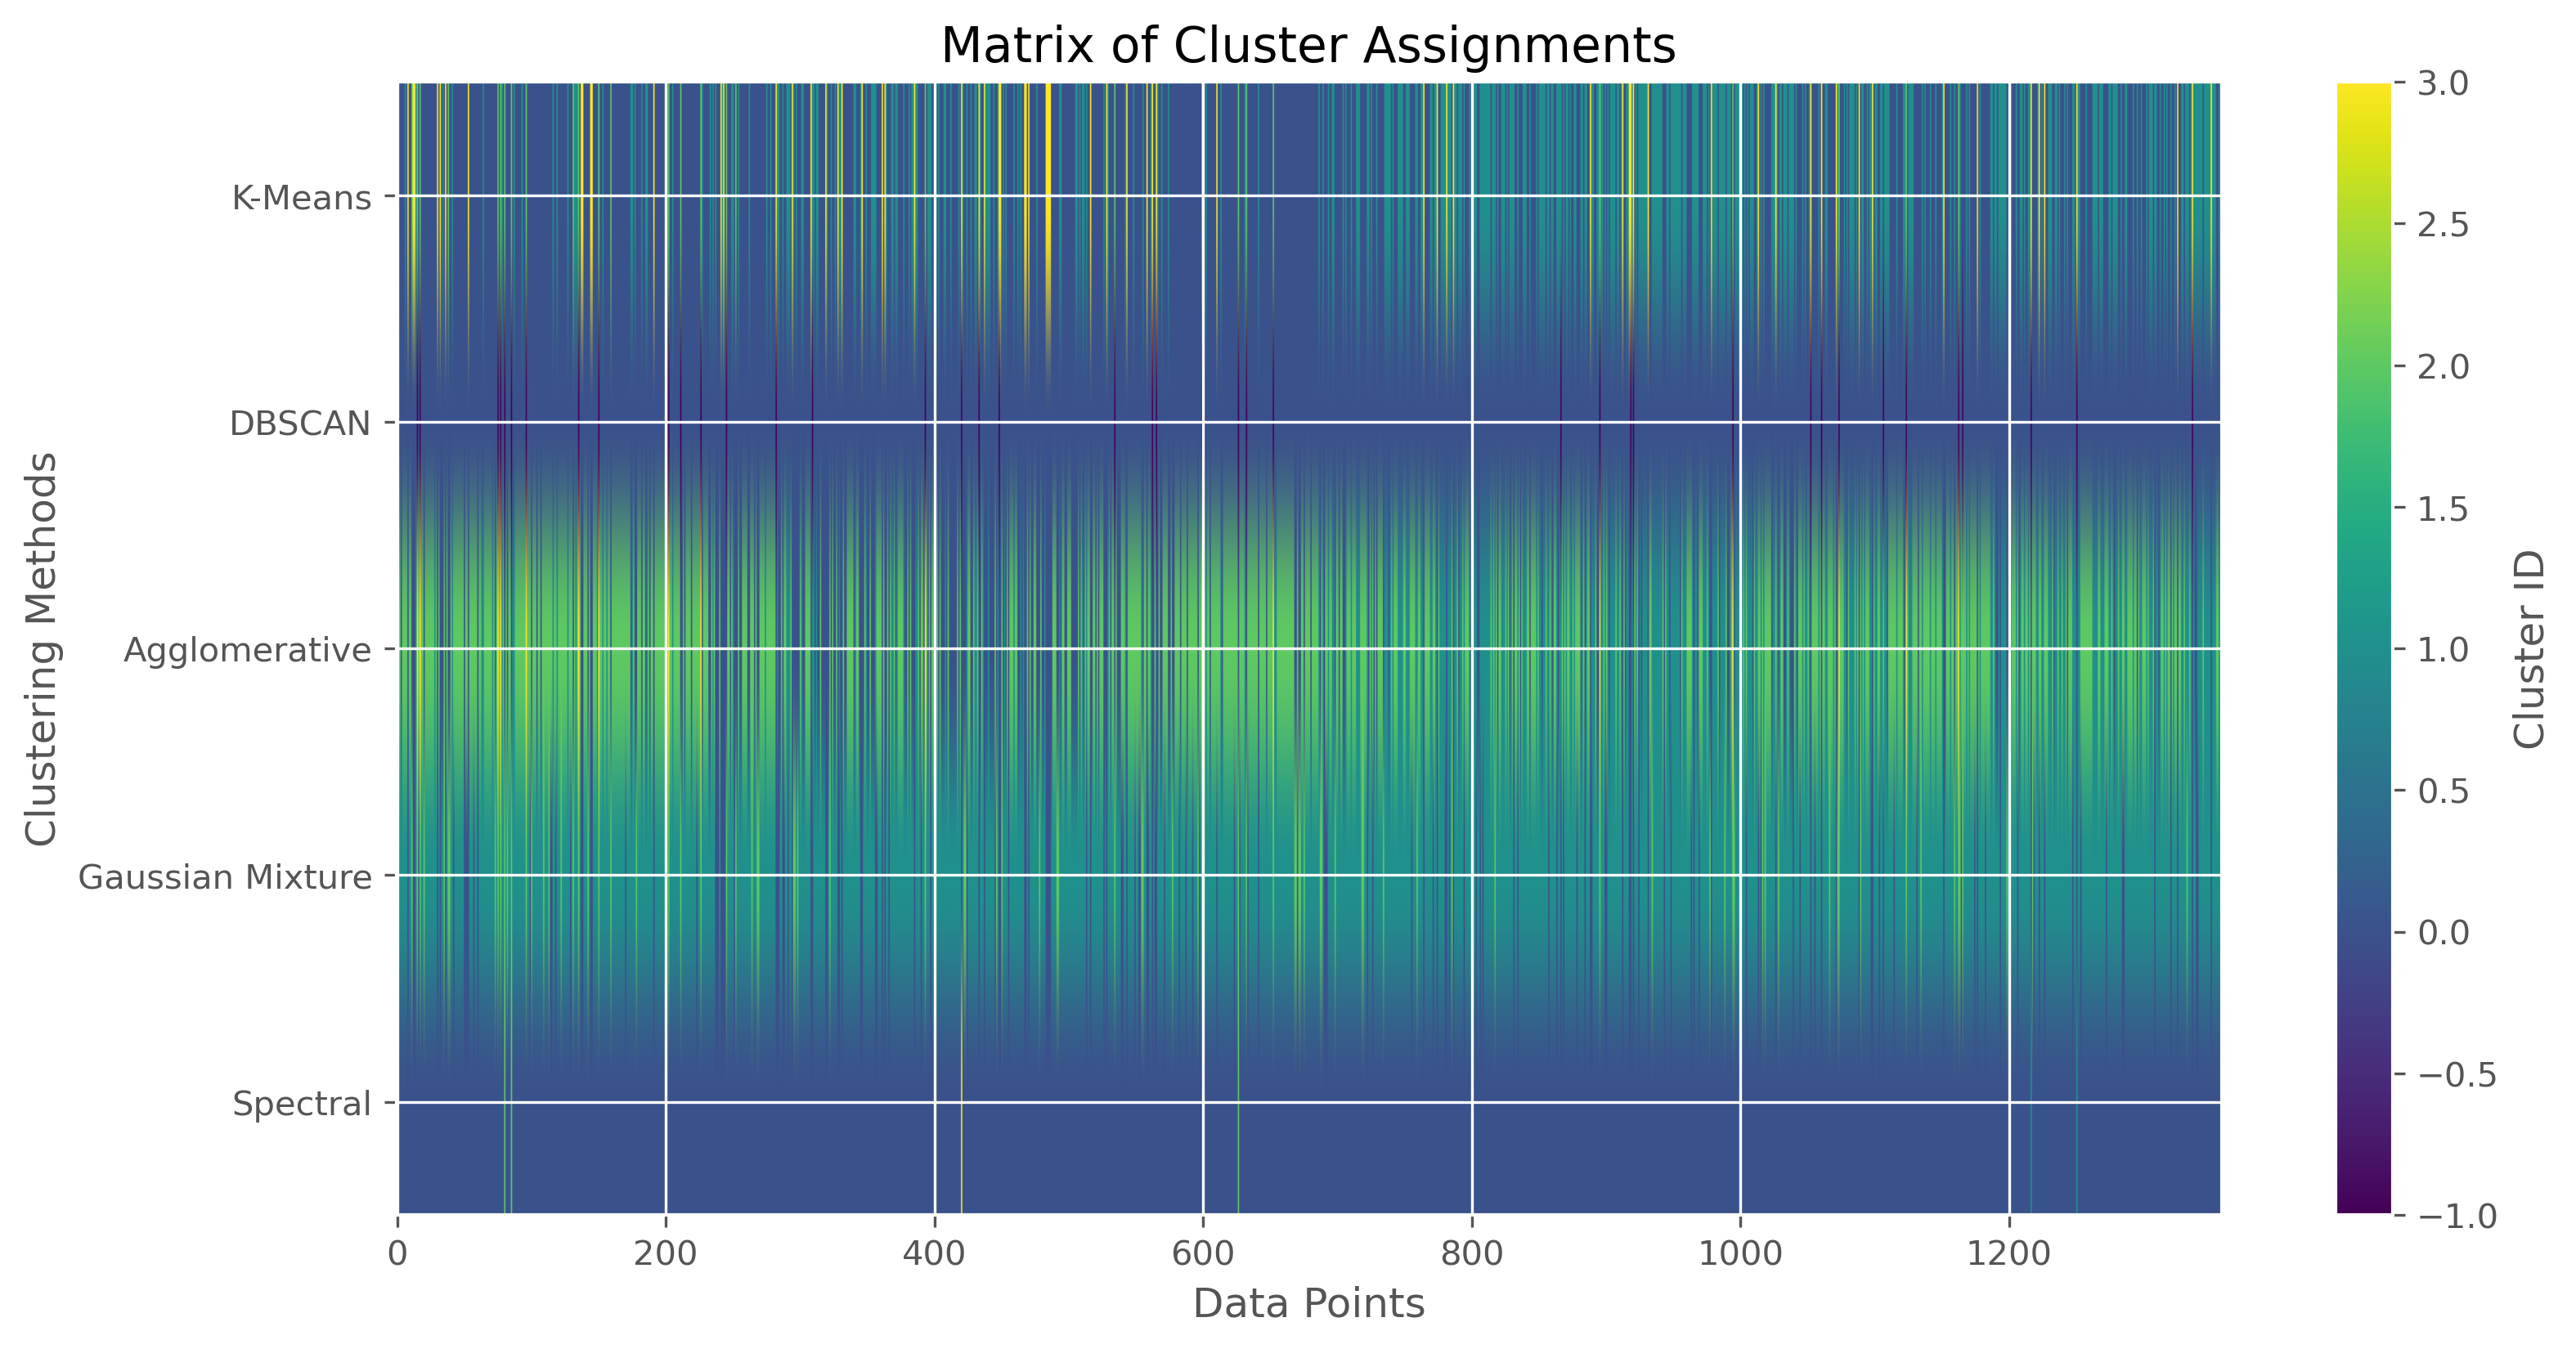 Matrix of Cluster Assignments
Clustering Methods
K-Means
DBSCAN
Agglomerative
Gaussian Mixture
Spectral
0
200
400
600
800
1000
1200
Data Points
3.0
2.5
2.0
1.5
1.0
0.5
0.0
−0.5
−1.0
Cluster ID